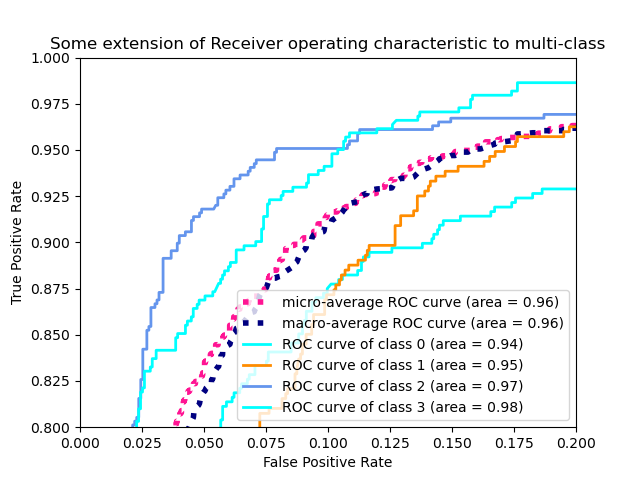 Some extension of Receiver operating characteristic to multi-class
1.000
0.975
0.950
0.925
0.900
0.875
0.850
0.825
0.800
True Positive Rate
micro-average ROC curve (area = 0.96)
macro-average ROC curve (area = 0.96)
ROC curve of class 0 (area = 0.94)
ROC curve of class 1 (area = 0.95)
ROC curve of class 2 (area = 0.97)
ROC curve of class 3 (area = 0.98)
0.000 0.025 0.050 0.075 0.100 0.125 0.150 0.175 0.200
False Positive Rate